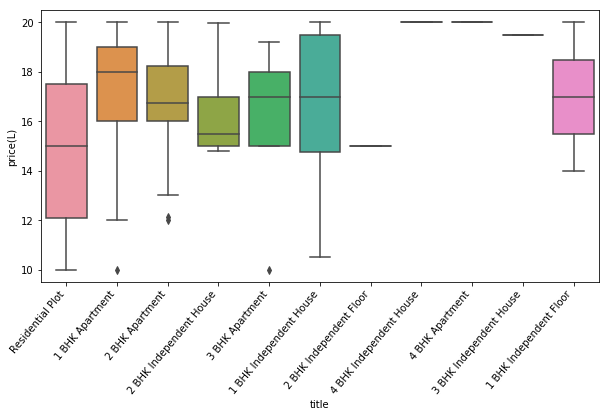 20
18
16
14
12
10
price(L)
Residential Plot
1 BHK Apartment
2 BHK Apartment
2 BHK Independent House
3 BHK Apartment
1 BHK Independent House
2 BHK Independent Floor
4 BHK Independent House
4 BHK Apartment
3 BHK Independent House
1 BHK Independent Floor
title